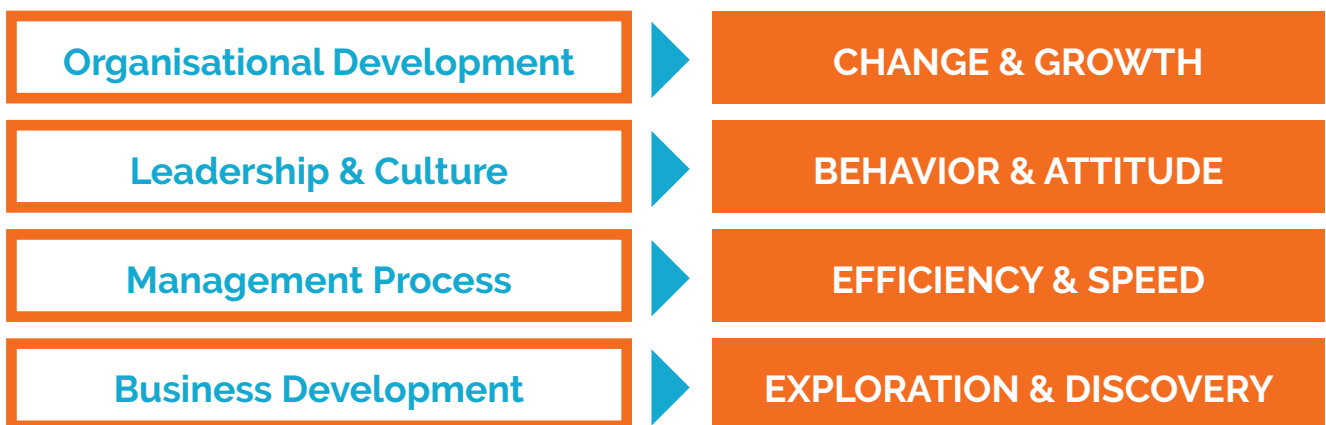 Organisational Development
CHANGE & GROWTH
Leadership & Culture
BEHAVIOR & ATTITUDE
Management Process
EFFICIENCY & SPEED
Business Development
EXPLORATION & DISCOVERY